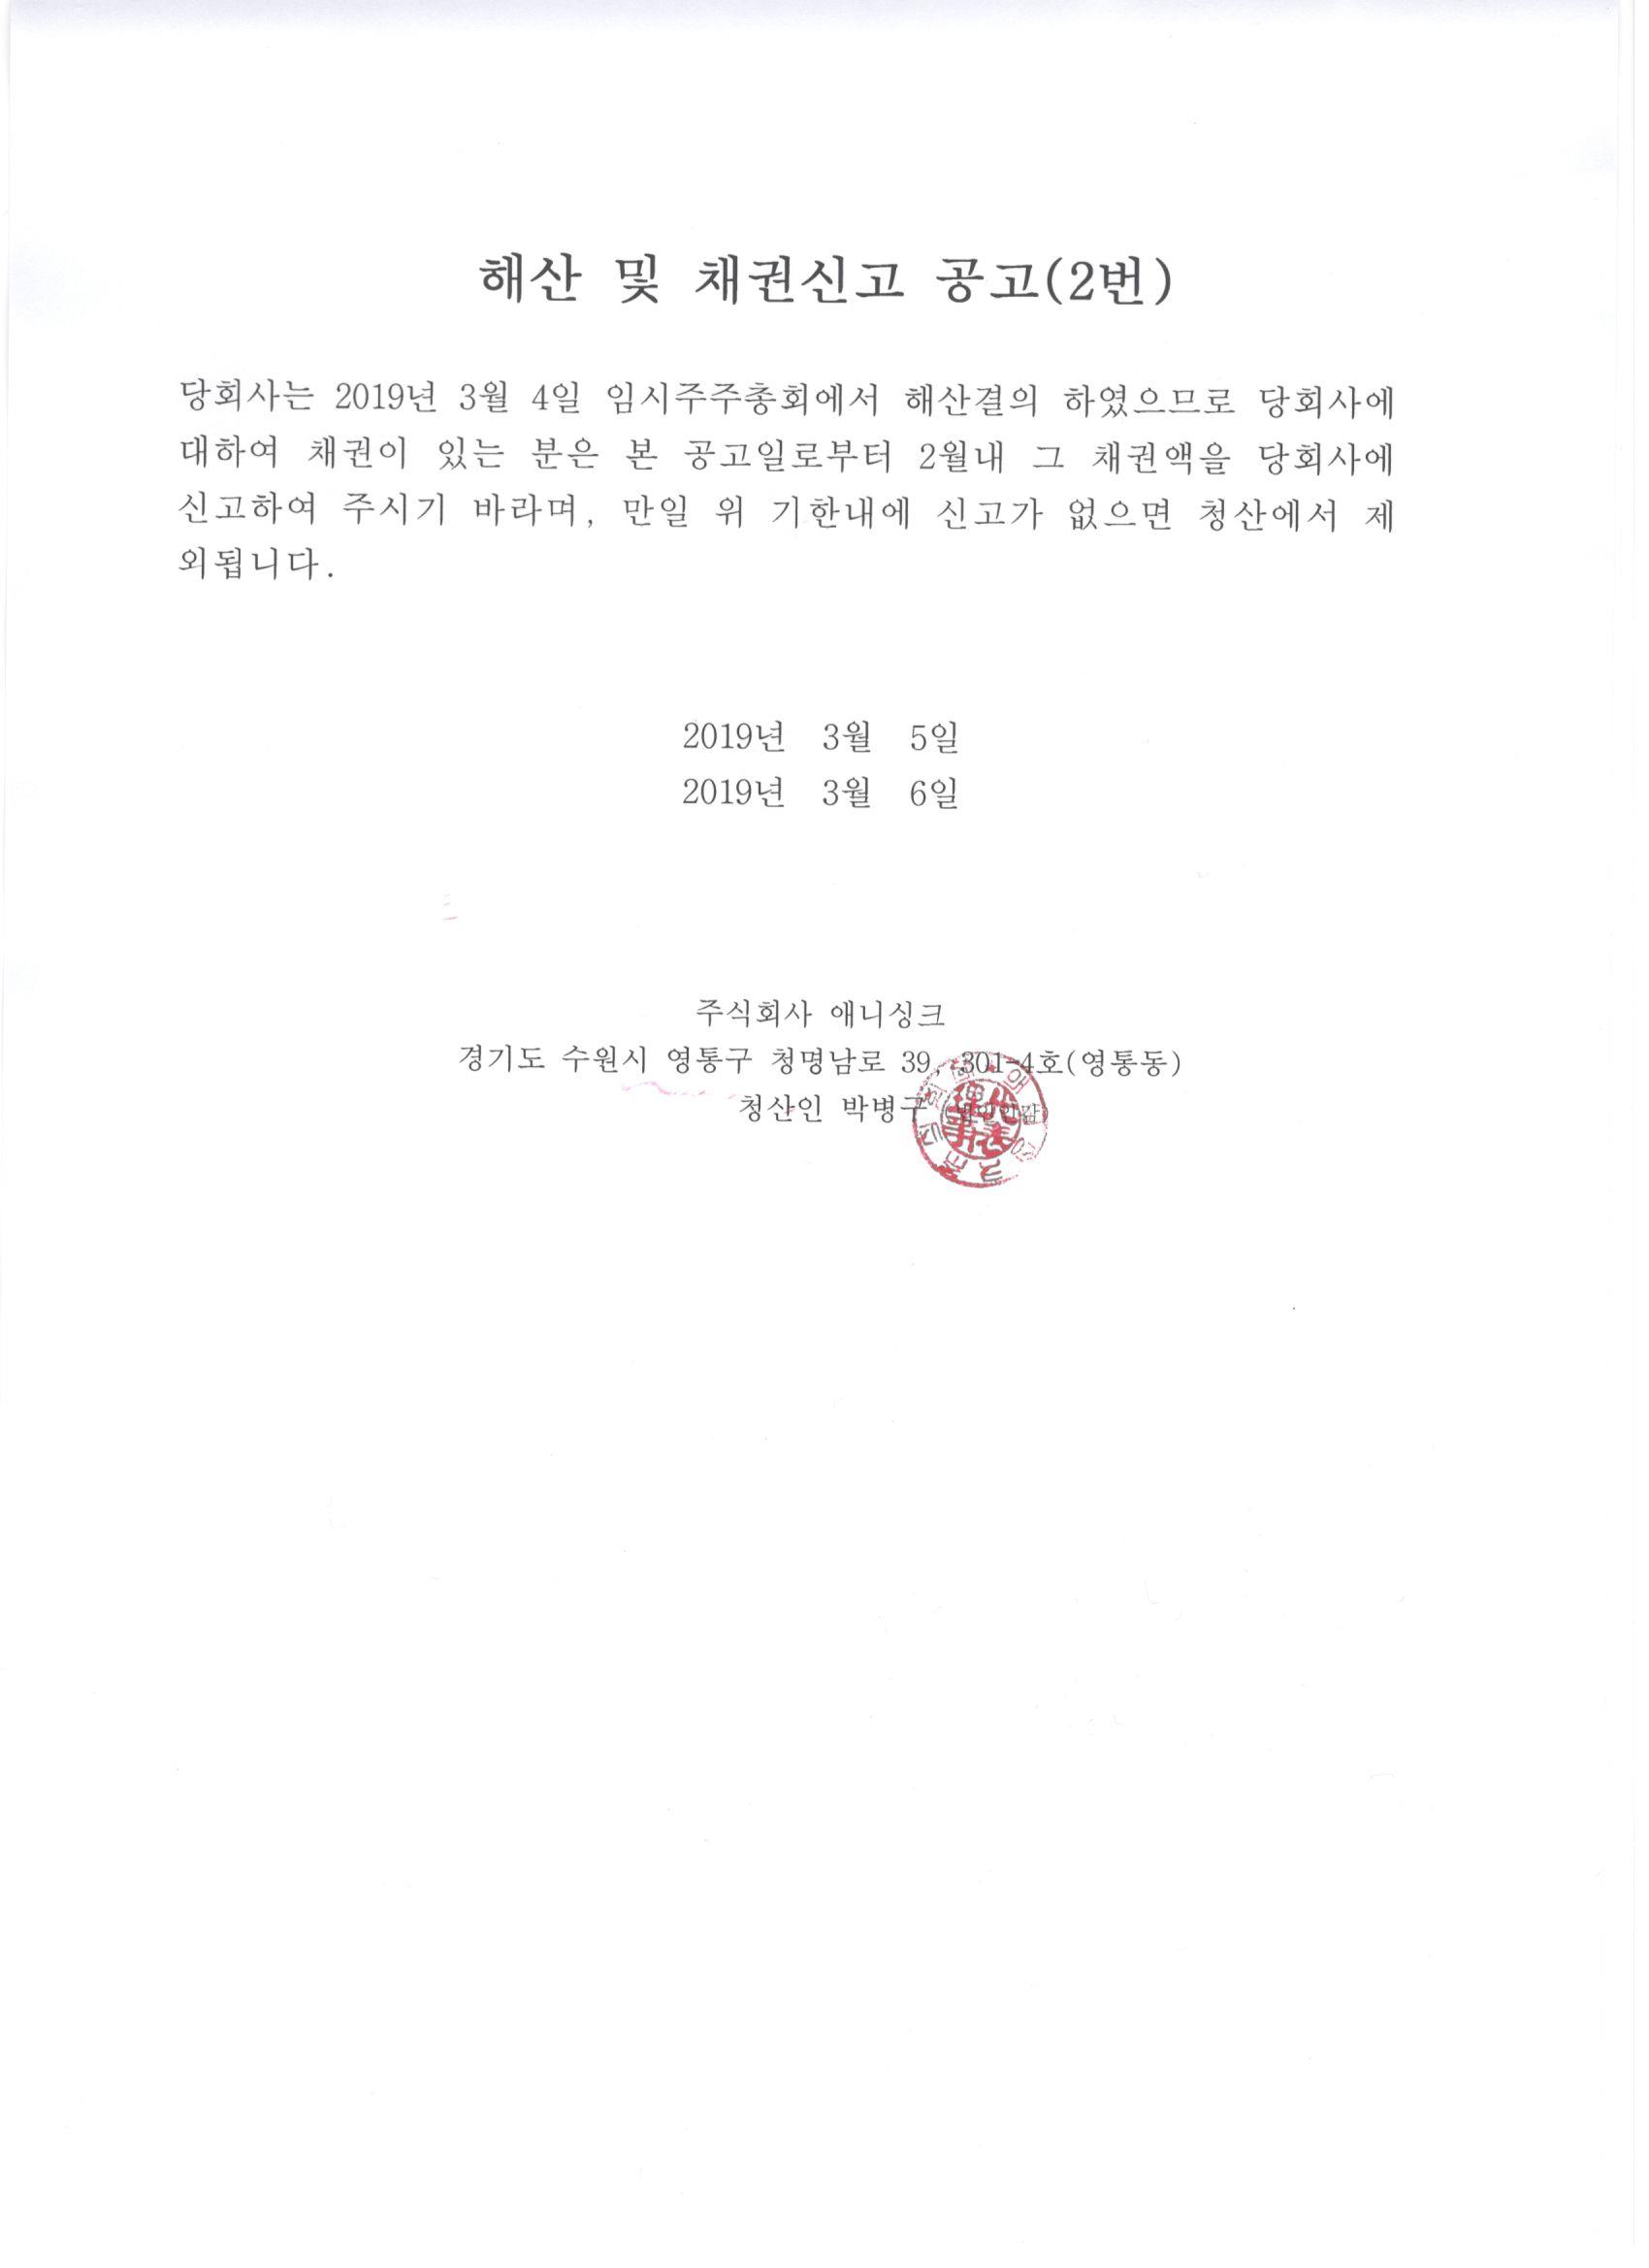 해산 및 채권신고 공고(2번)
당회사는 2019년 3월 4일 임시주주총회에서 해산결의 하였으므로 당회사에
대하여 채권이 있는 분은 본 공고일로부터 2월내 그 채권액을 당회사에
신고하여 주시기 바라며, 만일 위 기한내에 신고가 없으면 청산에서 제
외됩니다.
2019년 3월 5일
2019년 3월 6일
주식회사 애니싱크
경기도 수원시 영통구 청명남로 39, 301-4호(영통동)
청산인 박병구